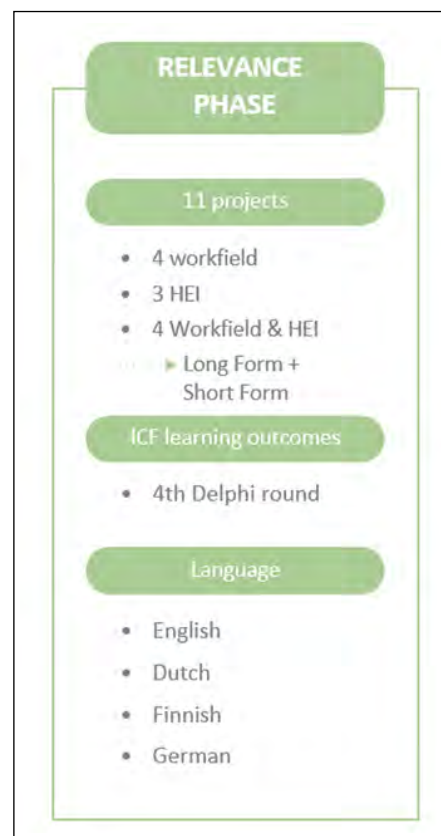 RELEVANCE
PHASE
11 projects
• 4 workfield
• 3 HEI
• 4 Workfield & HEI
▸ Long Form +
Short Form
ICF learning outcomes
• 4th Delphi round
Language
• English
• Dutch
• Finnish
• German